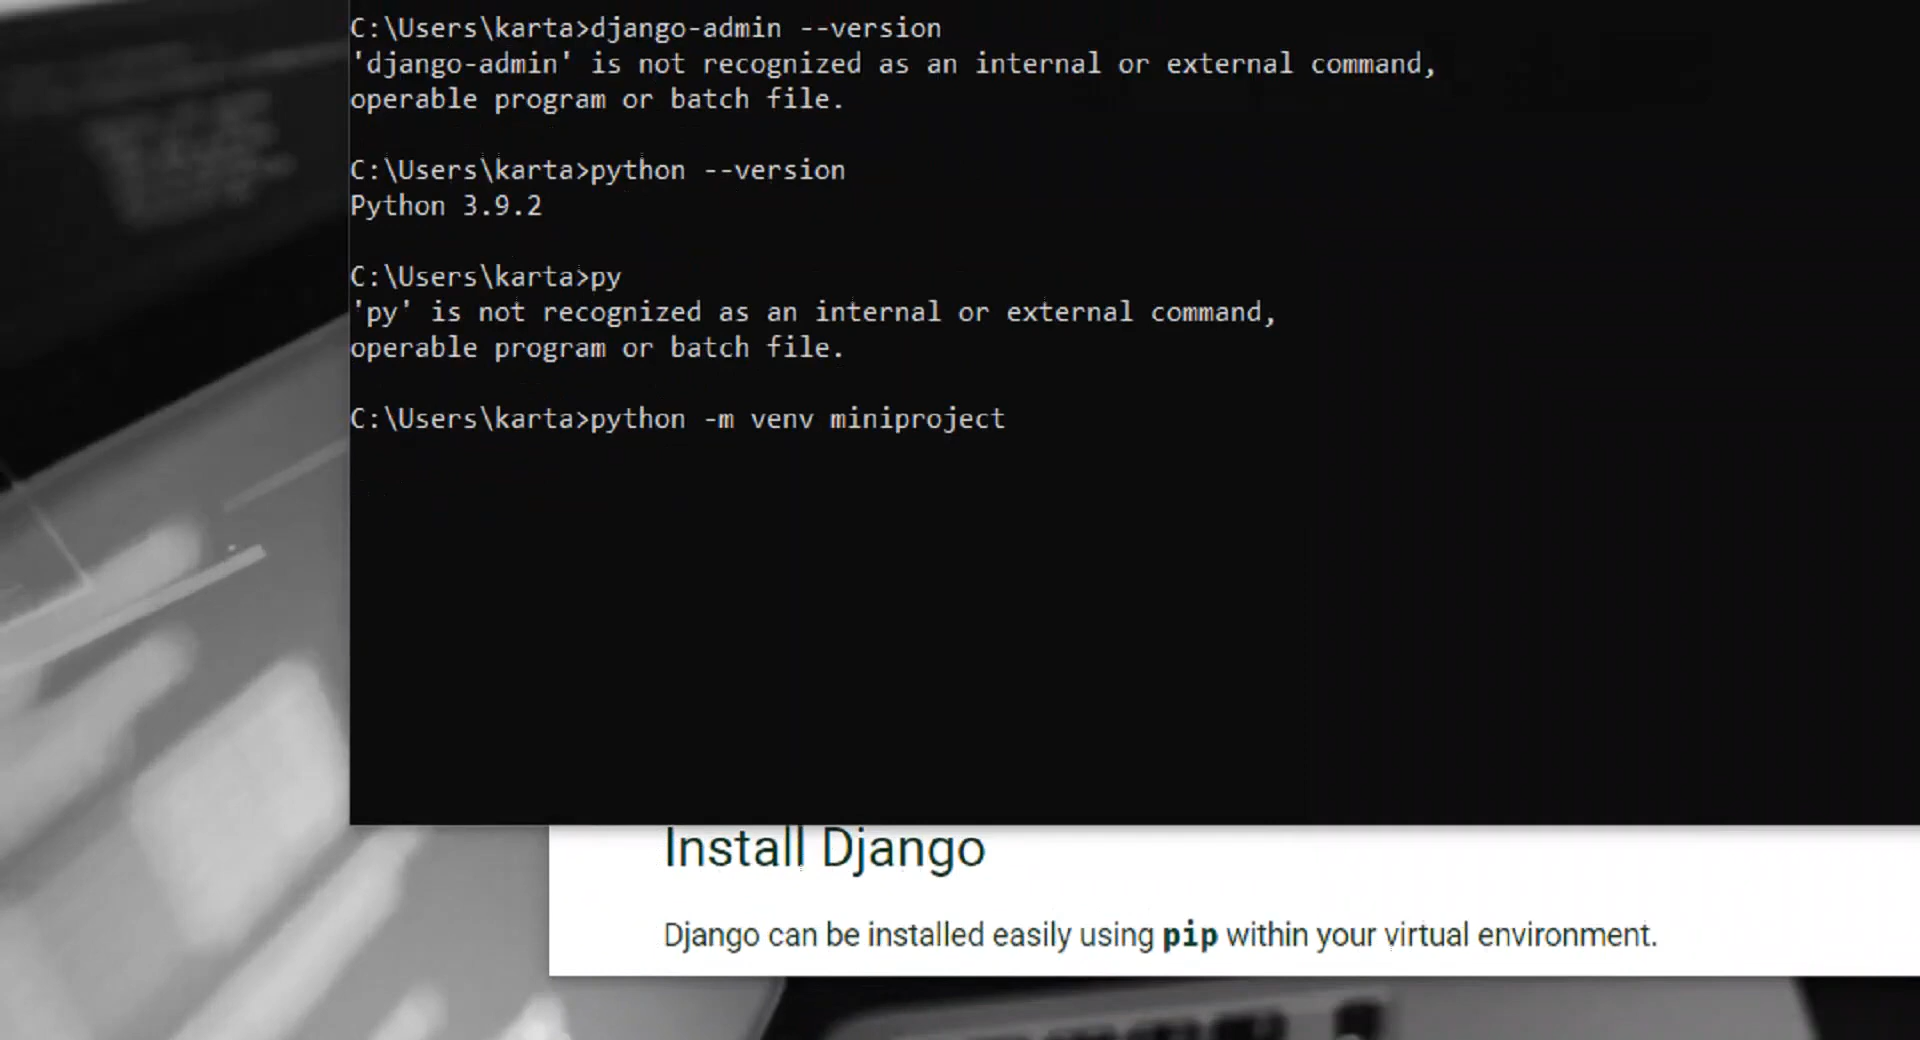 C:\Users\karta>django-admin --version
'django-admin' is not recognized as an internal or external command,
operable program or batch file.
C:\Users\karta>python --version
Python 3.9.2
C:\Users\karta>py
'py' is not recognized as an internal or external command,
operable program or batch file.
C:\Users\karta>python -m venv miniproject
Install Django
Django can be installed easily using pip within your virtual environment.